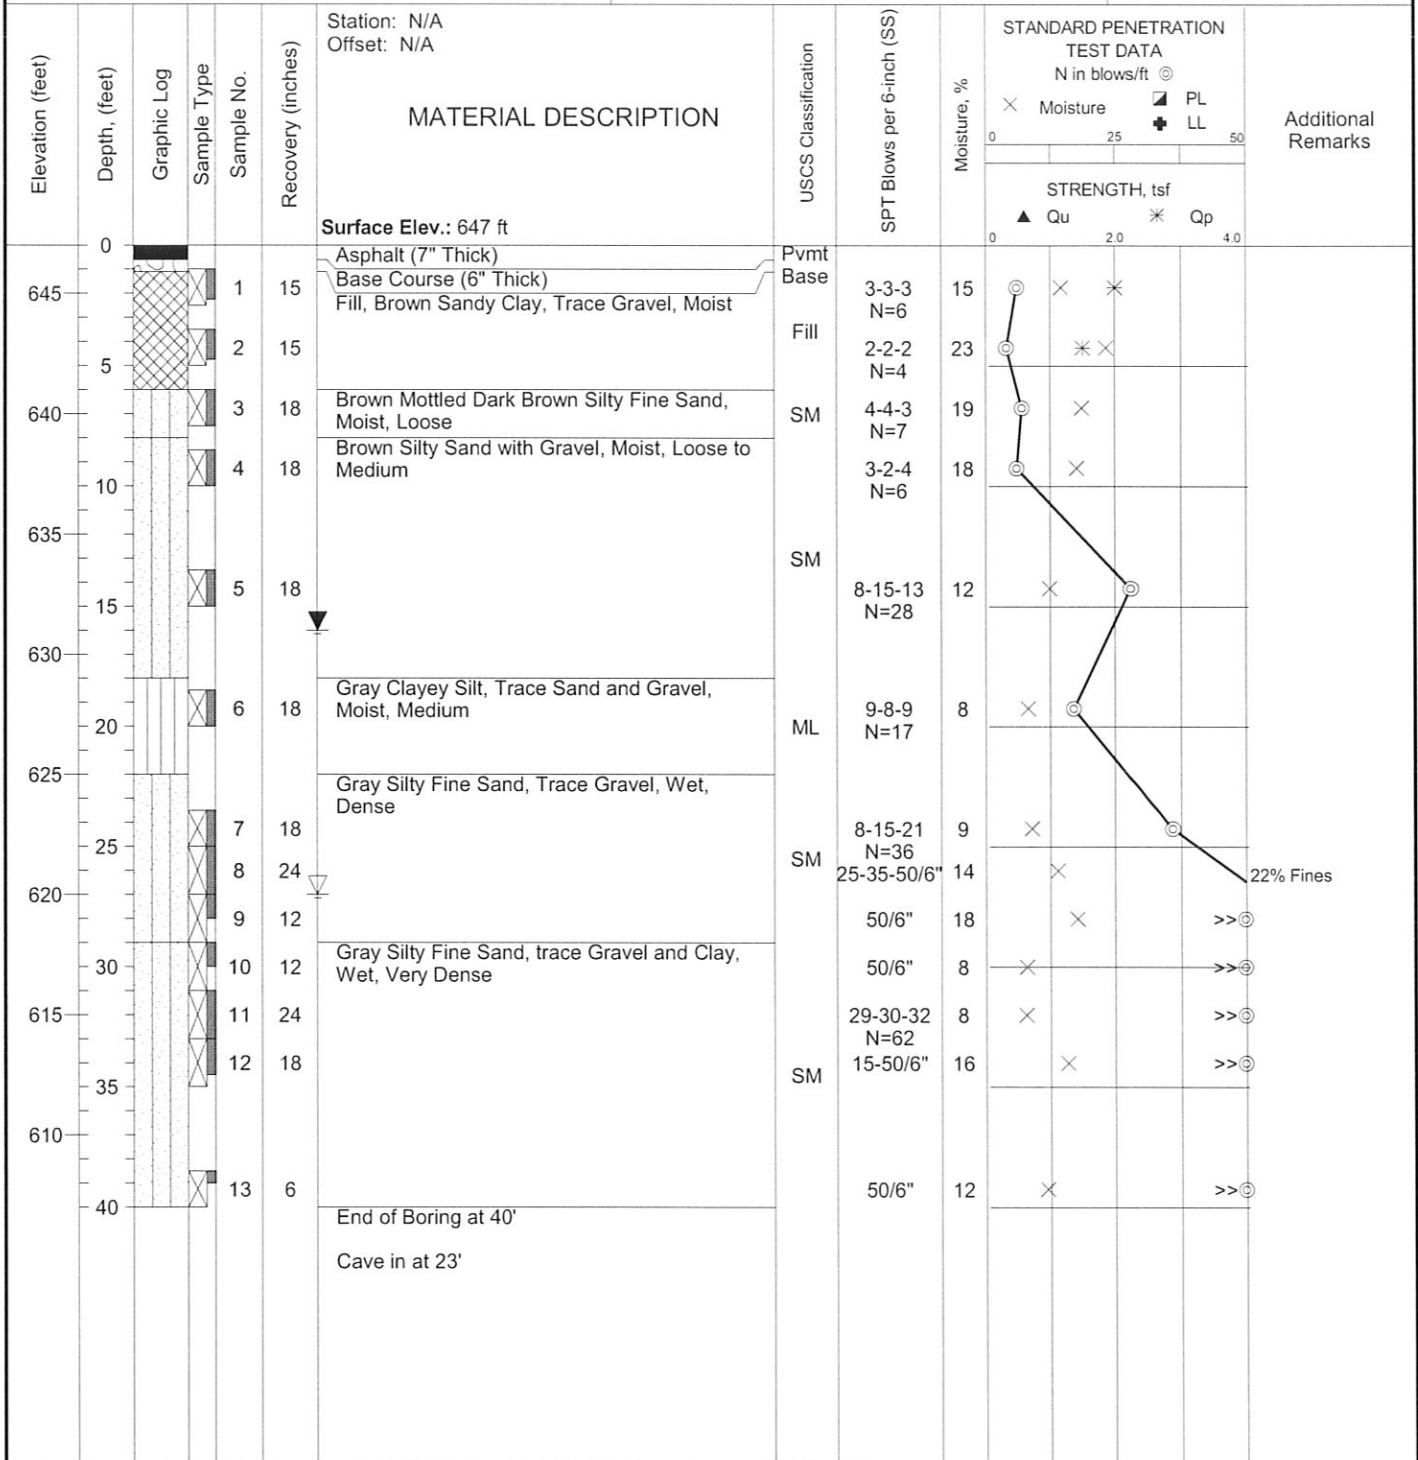 Station: N/A
Offset: N/A
Elevation (feet)
Depth, (feet)
Graphic Log
Sample Type
Sample No.
Recovery (inches)
MATERIAL DESCRIPTION
USCS Classification
SPT Blows per 6-inch (SS)
Moisture, %
STANDARD PENETRATION
TEST DATA
N in blows/ft ◎
× Moisture
PL
LL
0 25 50
STRENGTH, tsf
▲ Qu ✳ Qp
0 2.0 4.0
Additional
Remarks
Surface Elev.: 647 ft
0
Asphalt (7" Thick) Pvmt
Base Course (6" Thick) Base
645 1 15 3-3-3 15
Fill, Brown Sandy Clay, Trace Gravel, Moist N=6
Fill
2 15 2-2-2 23
5 N=4
640 3 18 Brown Mottled Dark Brown Silty Fine Sand, SM 4-4-3 19
Moist, Loose N=7
Brown Silty Sand with Gravel, Moist, Loose to
4 18 Medium 3-2-4 18
10 N=6
635
SM
5 18 8-15-13 12
15 N=28
630
Gray Clayey Silt, Trace Sand and Gravel,
6 18 Moist, Medium 9-8-9 8
20 ML N=17
625
Gray Silty Fine Sand, Trace Gravel, Wet,
Dense
7 18 8-15-21 9
25 N=36
SM
8 24 25-35-50/6" 14 22% Fines
620
9 12 50/6" 18 >>◎
Gray Silty Fine Sand, trace Gravel and Clay,
30 10 12 Wet, Very Dense 50/6" 8 >>◎
615 11 24 29-30-32 8 >>◎
N=62
12 18 15-50/6" 16 >>◎
35 SM
610
13 6 50/6" 12 >>◎
40
End of Boring at 40'
Cave in at 23'